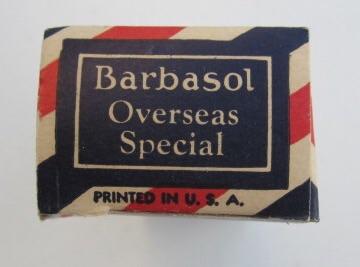 Barbasol
Overseas
Special
PRINTED IN U. S. A.